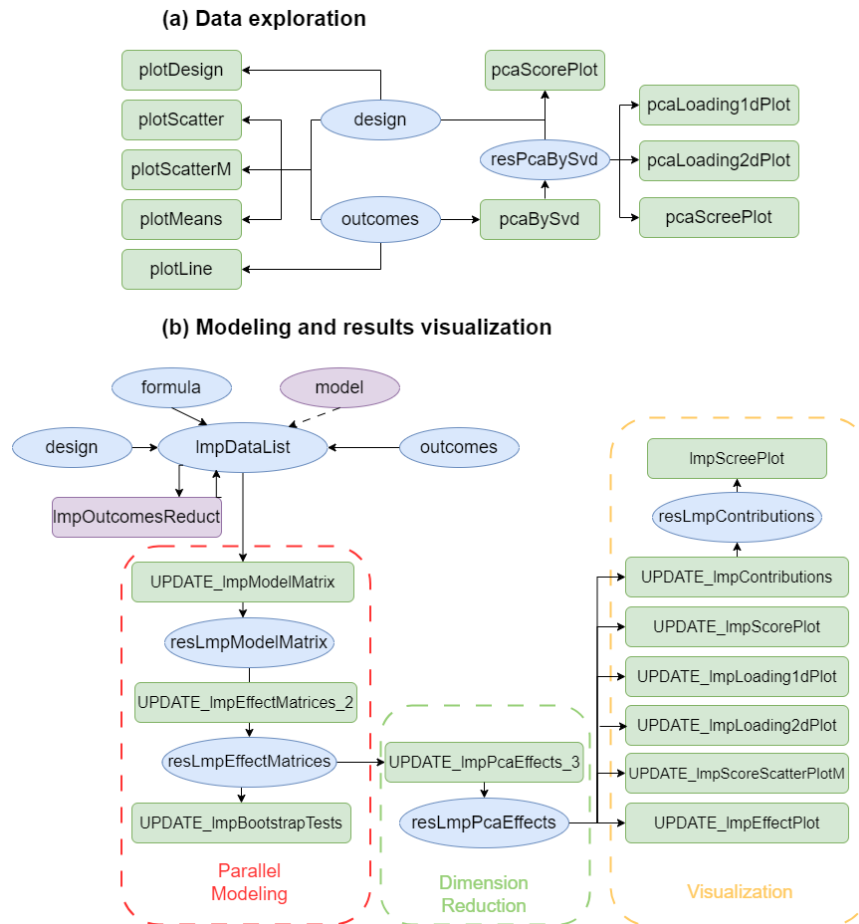 (a) Data exploration
plotDesign
pcaScorePlot
plotScatter
design
pcaLoading1dPlot
plotScatterM
resPcaBySvd
pcaLoading2dPlot
plotMeans
outcomes
pcaBySvd
pcaScreePlot
plotLine
(b) Modeling and results visualization
formula
model
design
lmpDataList
outcomes
lmpScreePlot
lmpOutcomesReduct
resLmpContributions
UPDATE_lmpModelMatrix
UPDATE_lmpContributions
resLmpModelMatrix
UPDATE_lmpScorePlot
UPDATE_lmpEffectMatrices_2
UPDATE_lmpLoading1dPlot
UPDATE_lmpLoading2dPlot
resLmpEffectMatrices
UPDATE_lmpPcaEffects_3
UPDATE_lmpScoreScatterPlotM
UPDATE_lmpBootstrapTests
resLmpPcaEffects
UPDATE_lmpEffectPlot
Parallel
Modeling
Dimension
Reduction
Visualization